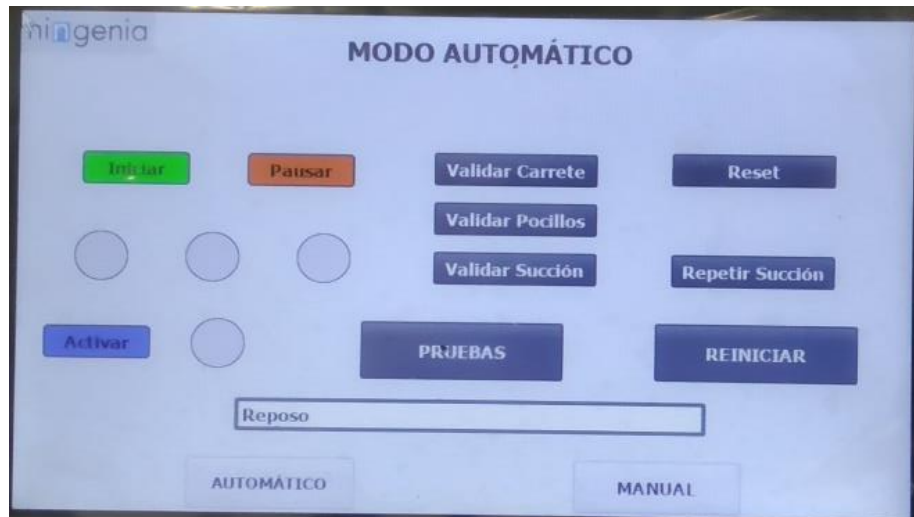 mingenia
MODO AUTOMÁTICO
Iniciar
Pausar
Validar Carrete
Reset
Validar Pocillos
Validar Succión
Repetir Succión
Activar
PRUEBAS
REINICIAR
Reposo
AUTOMÁTICO
MANUAL